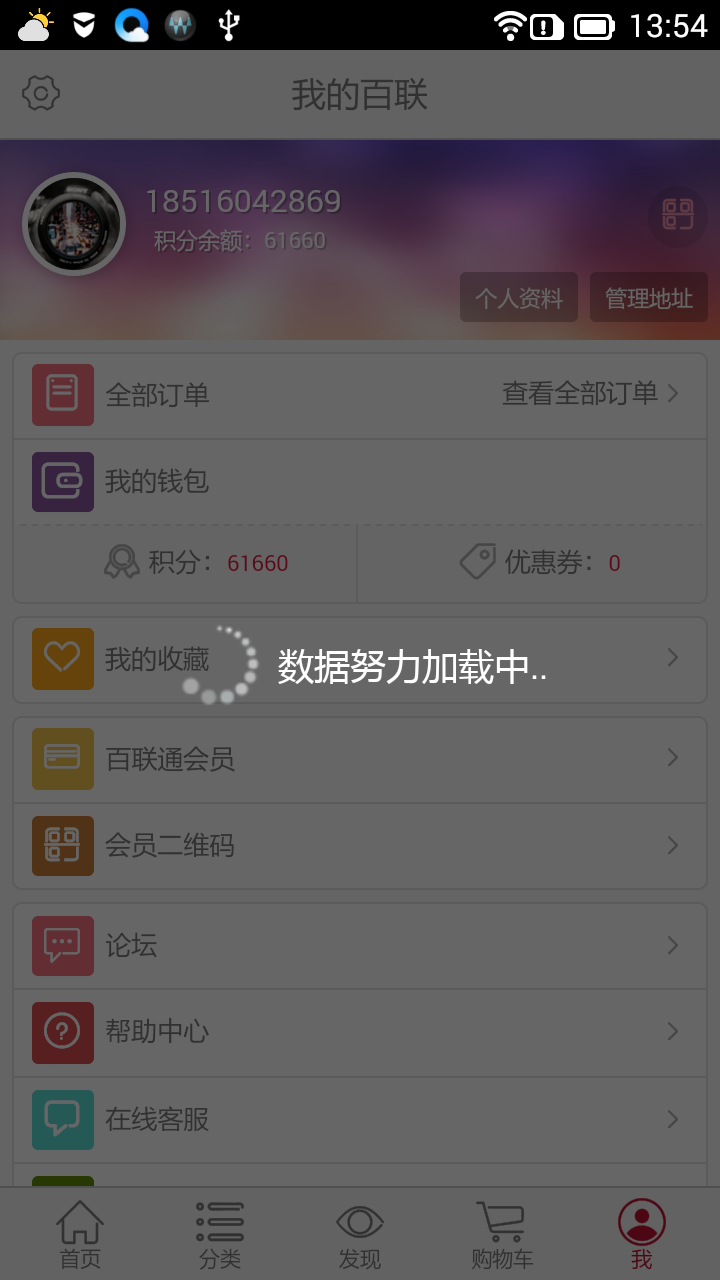 13:54
我的百联
18516042869
积分余额：61660
个人资料 管理地址
全部订单 查看全部订单
我的钱包
积分：61660 优惠券：0
我的收藏
数据努力加载中..
百联通会员
会员二维码
论坛
帮助中心
在线客服
首页 分类 发现 购物车 我